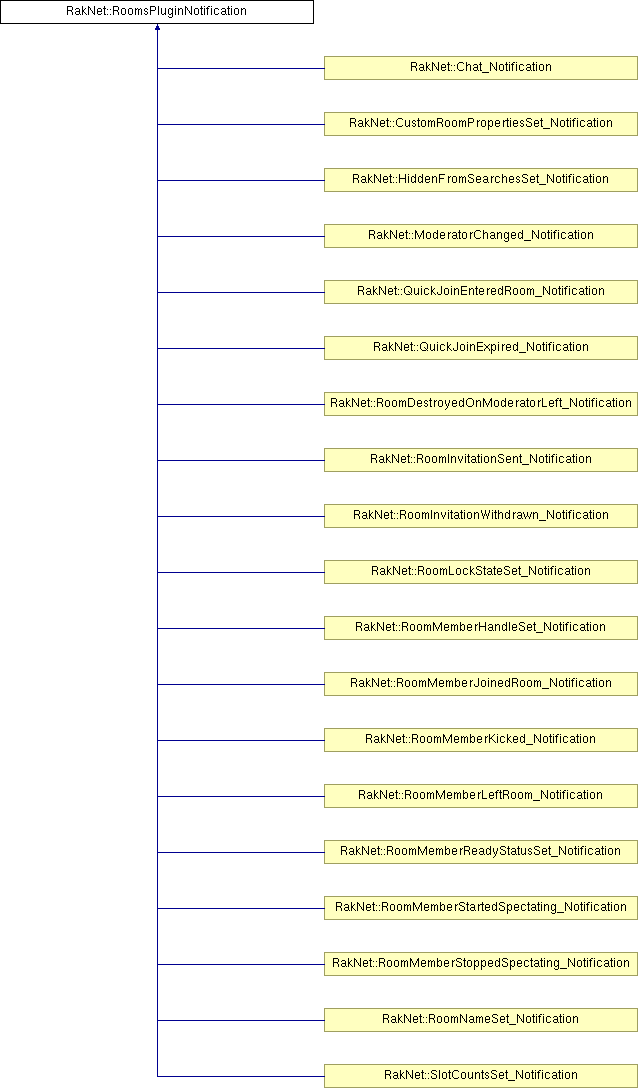 RakNet::RoomsPluginNotification
RakNet::Chat_Notification
RakNet::CustomRoomPropertiesSet_Notification
RakNet::HiddenFromSearchesSet_Notification
RakNet::ModeratorChanged_Notification
RakNet::QuickJoinEnteredRoom_Notification
RakNet::QuickJoinExpired_Notification
RakNet::RoomDestroyedOnModeratorLeft_Notification
RakNet::RoomInvitationSent_Notification
RakNet::RoomInvitationWithdrawn_Notification
RakNet::RoomLockStateSet_Notification
RakNet::RoomMemberHandleSet_Notification
RakNet::RoomMemberJoinedRoom_Notification
RakNet::RoomMemberKicked_Notification
RakNet::RoomMemberLeftRoom_Notification
RakNet::RoomMemberReadyStatusSet_Notification
RakNet::RoomMemberStartedSpectating_Notification
RakNet::RoomMemberStoppedSpectating_Notification
RakNet::RoomNameSet_Notification
RakNet::SlotCountsSet_Notification